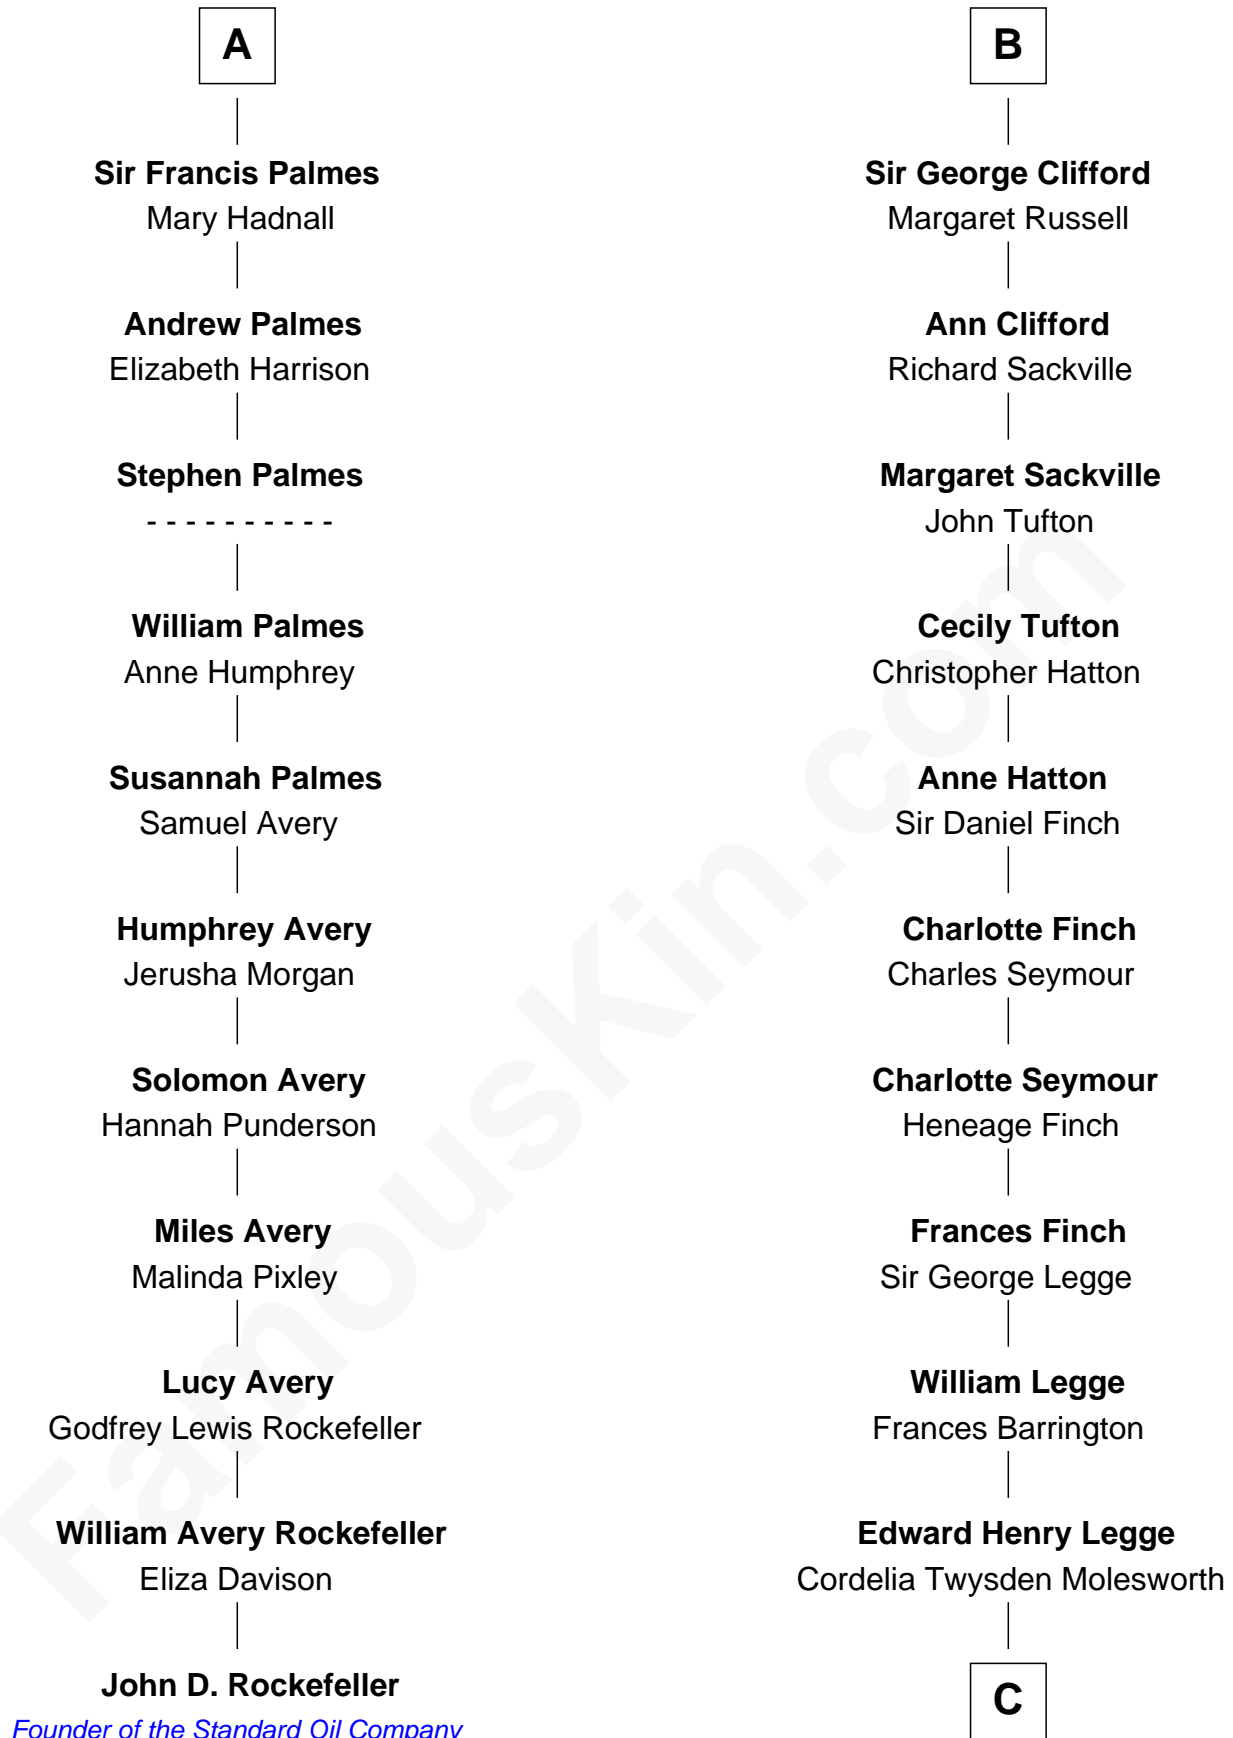 A
Sir Francis Palmes
Mary Hadnall
Andrew Palmes
Elizabeth Harrison
Stephen Palmes
- - - - - - - - - -
William Palmes
Anne Humphrey
Susannah Palmes
Samuel Avery
Humphrey Avery
Jerusha Morgan
Solomon Avery
Hannah Punderson
Miles Avery
Malinda Pixley
Lucy Avery
Godfrey Lewis Rockefeller
William Avery Rockefeller
Eliza Davison
John D. Rockefeller
Founder of the Standard Oil Company
B
Sir George Clifford
Margaret Russell
Ann Clifford
Richard Sackville
Margaret Sackville
John Tufton
Cecily Tufton
Christopher Hatton
Anne Hatton
Sir Daniel Finch
Charlotte Finch
Charles Seymour
Charlotte Seymour
Heneage Finch
Frances Finch
Sir George Legge
William Legge
Frances Barrington
Edward Henry Legge
Cordelia Twysden Molesworth
C
FamousKin.com